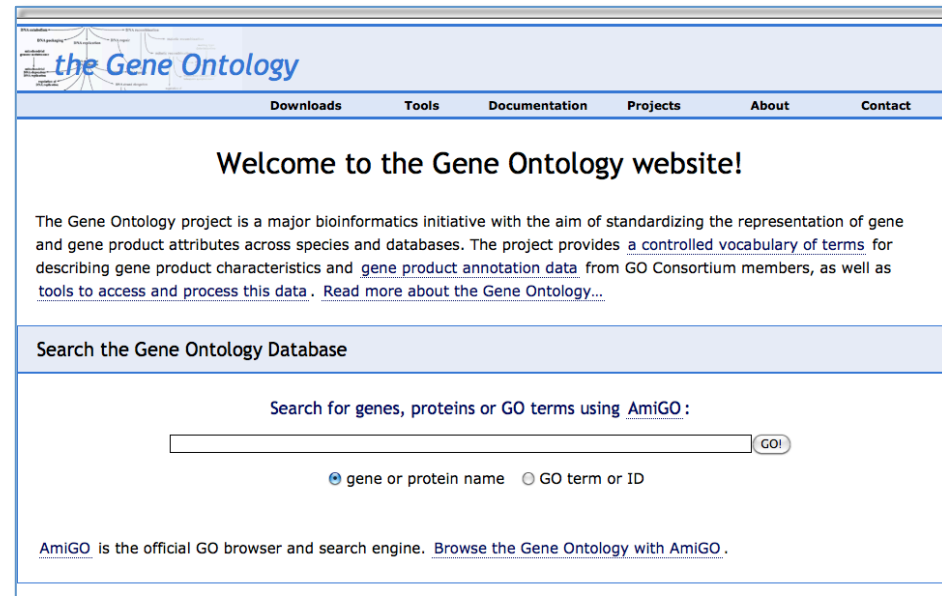 the Gene Ontology
Downloads Tools Documentation Projects About Contact
Welcome to the Gene Ontology website!
The Gene Ontology project is a major bioinformatics initiative with the aim of standardizing the representation of gene
and gene product attributes across species and databases. The project provides a controlled vocabulary of terms for
describing gene product characteristics and gene product annotation data from GO Consortium members, as well as
tools to access and process this data. Read more about the Gene Ontology...
Search the Gene Ontology Database
Search for genes, proteins or GO terms using AmiGO:
GO!
gene or protein name GO term or ID
AmiGO is the official GO browser and search engine. Browse the Gene Ontology with AmiGO.